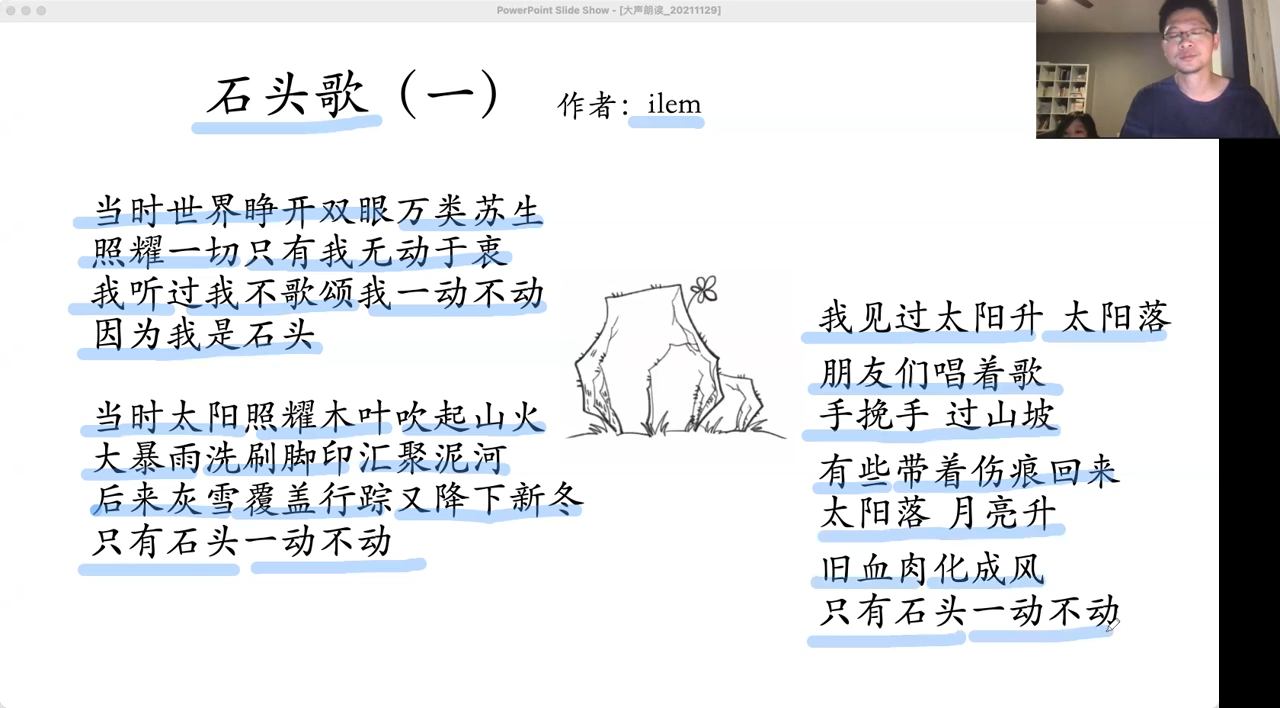 PowerPoint Slide Show - [大声朗读_20211129]
石头歌（一） 作者：ilem
当时世界睁开双眼万类苏生
照耀一切只有我无动于衷
我听过我不歌颂我一动不动
因为我是石头
当时太阳照耀木叶吹起山火
大暴雨洗刷脚印汇聚泥河
后来灰雪覆盖行踪又降下新冬
只有石头一动不动
我见过太阳升 太阳落
朋友们唱着歌
手挽手 过山坡
有些带着伤痕回来
太阳落 月亮升
旧血肉化成风
只有石头一动不动